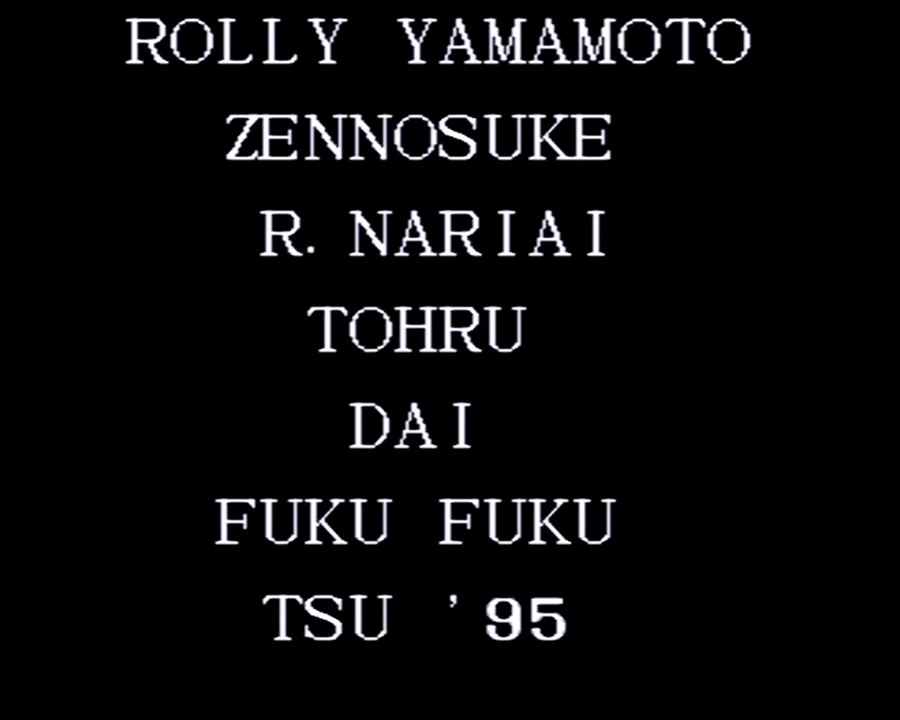 ROLLY YAMAMOTO
ZENNOSUKE
R. NARIAI
TOHRU
DAI
FUKU FUKU
TSU '95